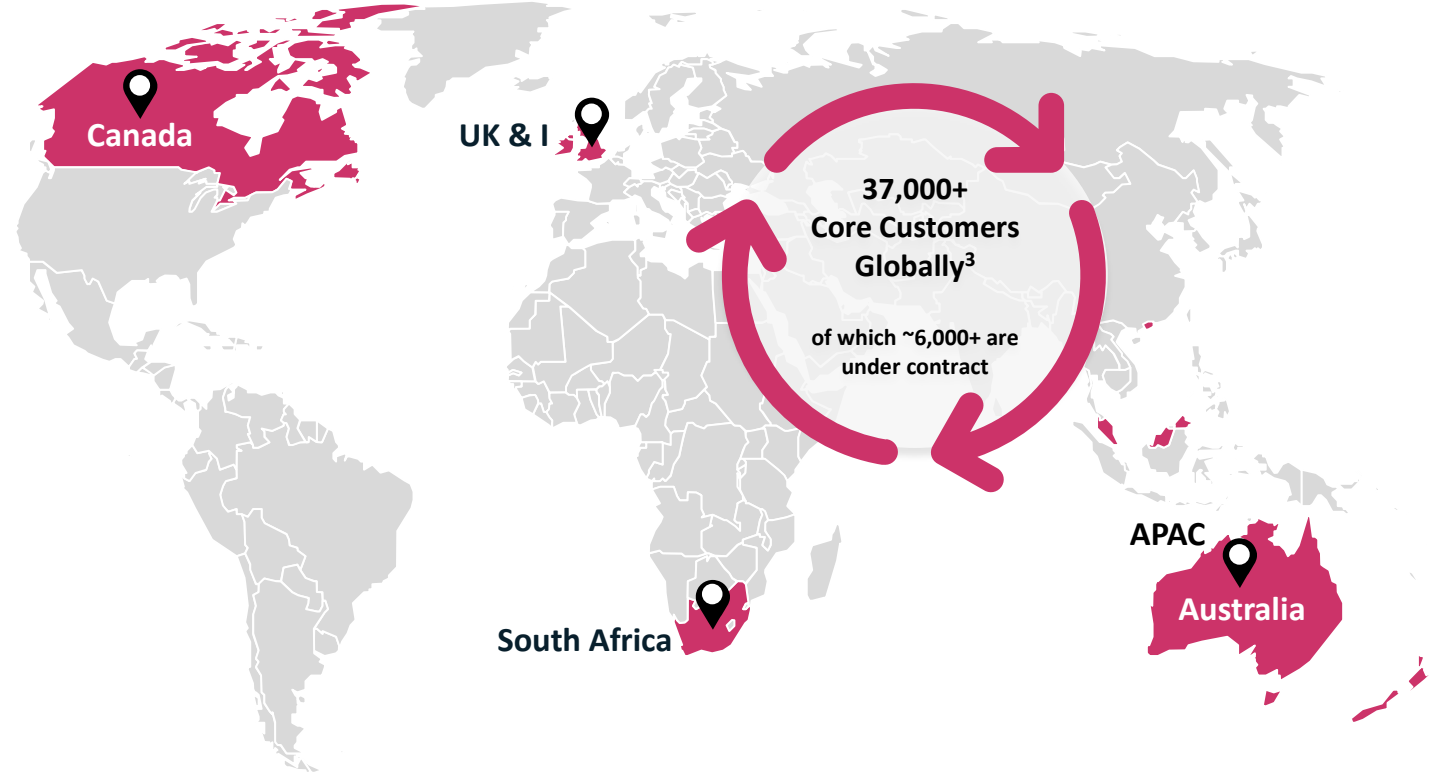 Canada
UK & I
37,000+
Core Customers
Globally³
of which ~6,000+ are
under contract
APAC
Australia
South Africa